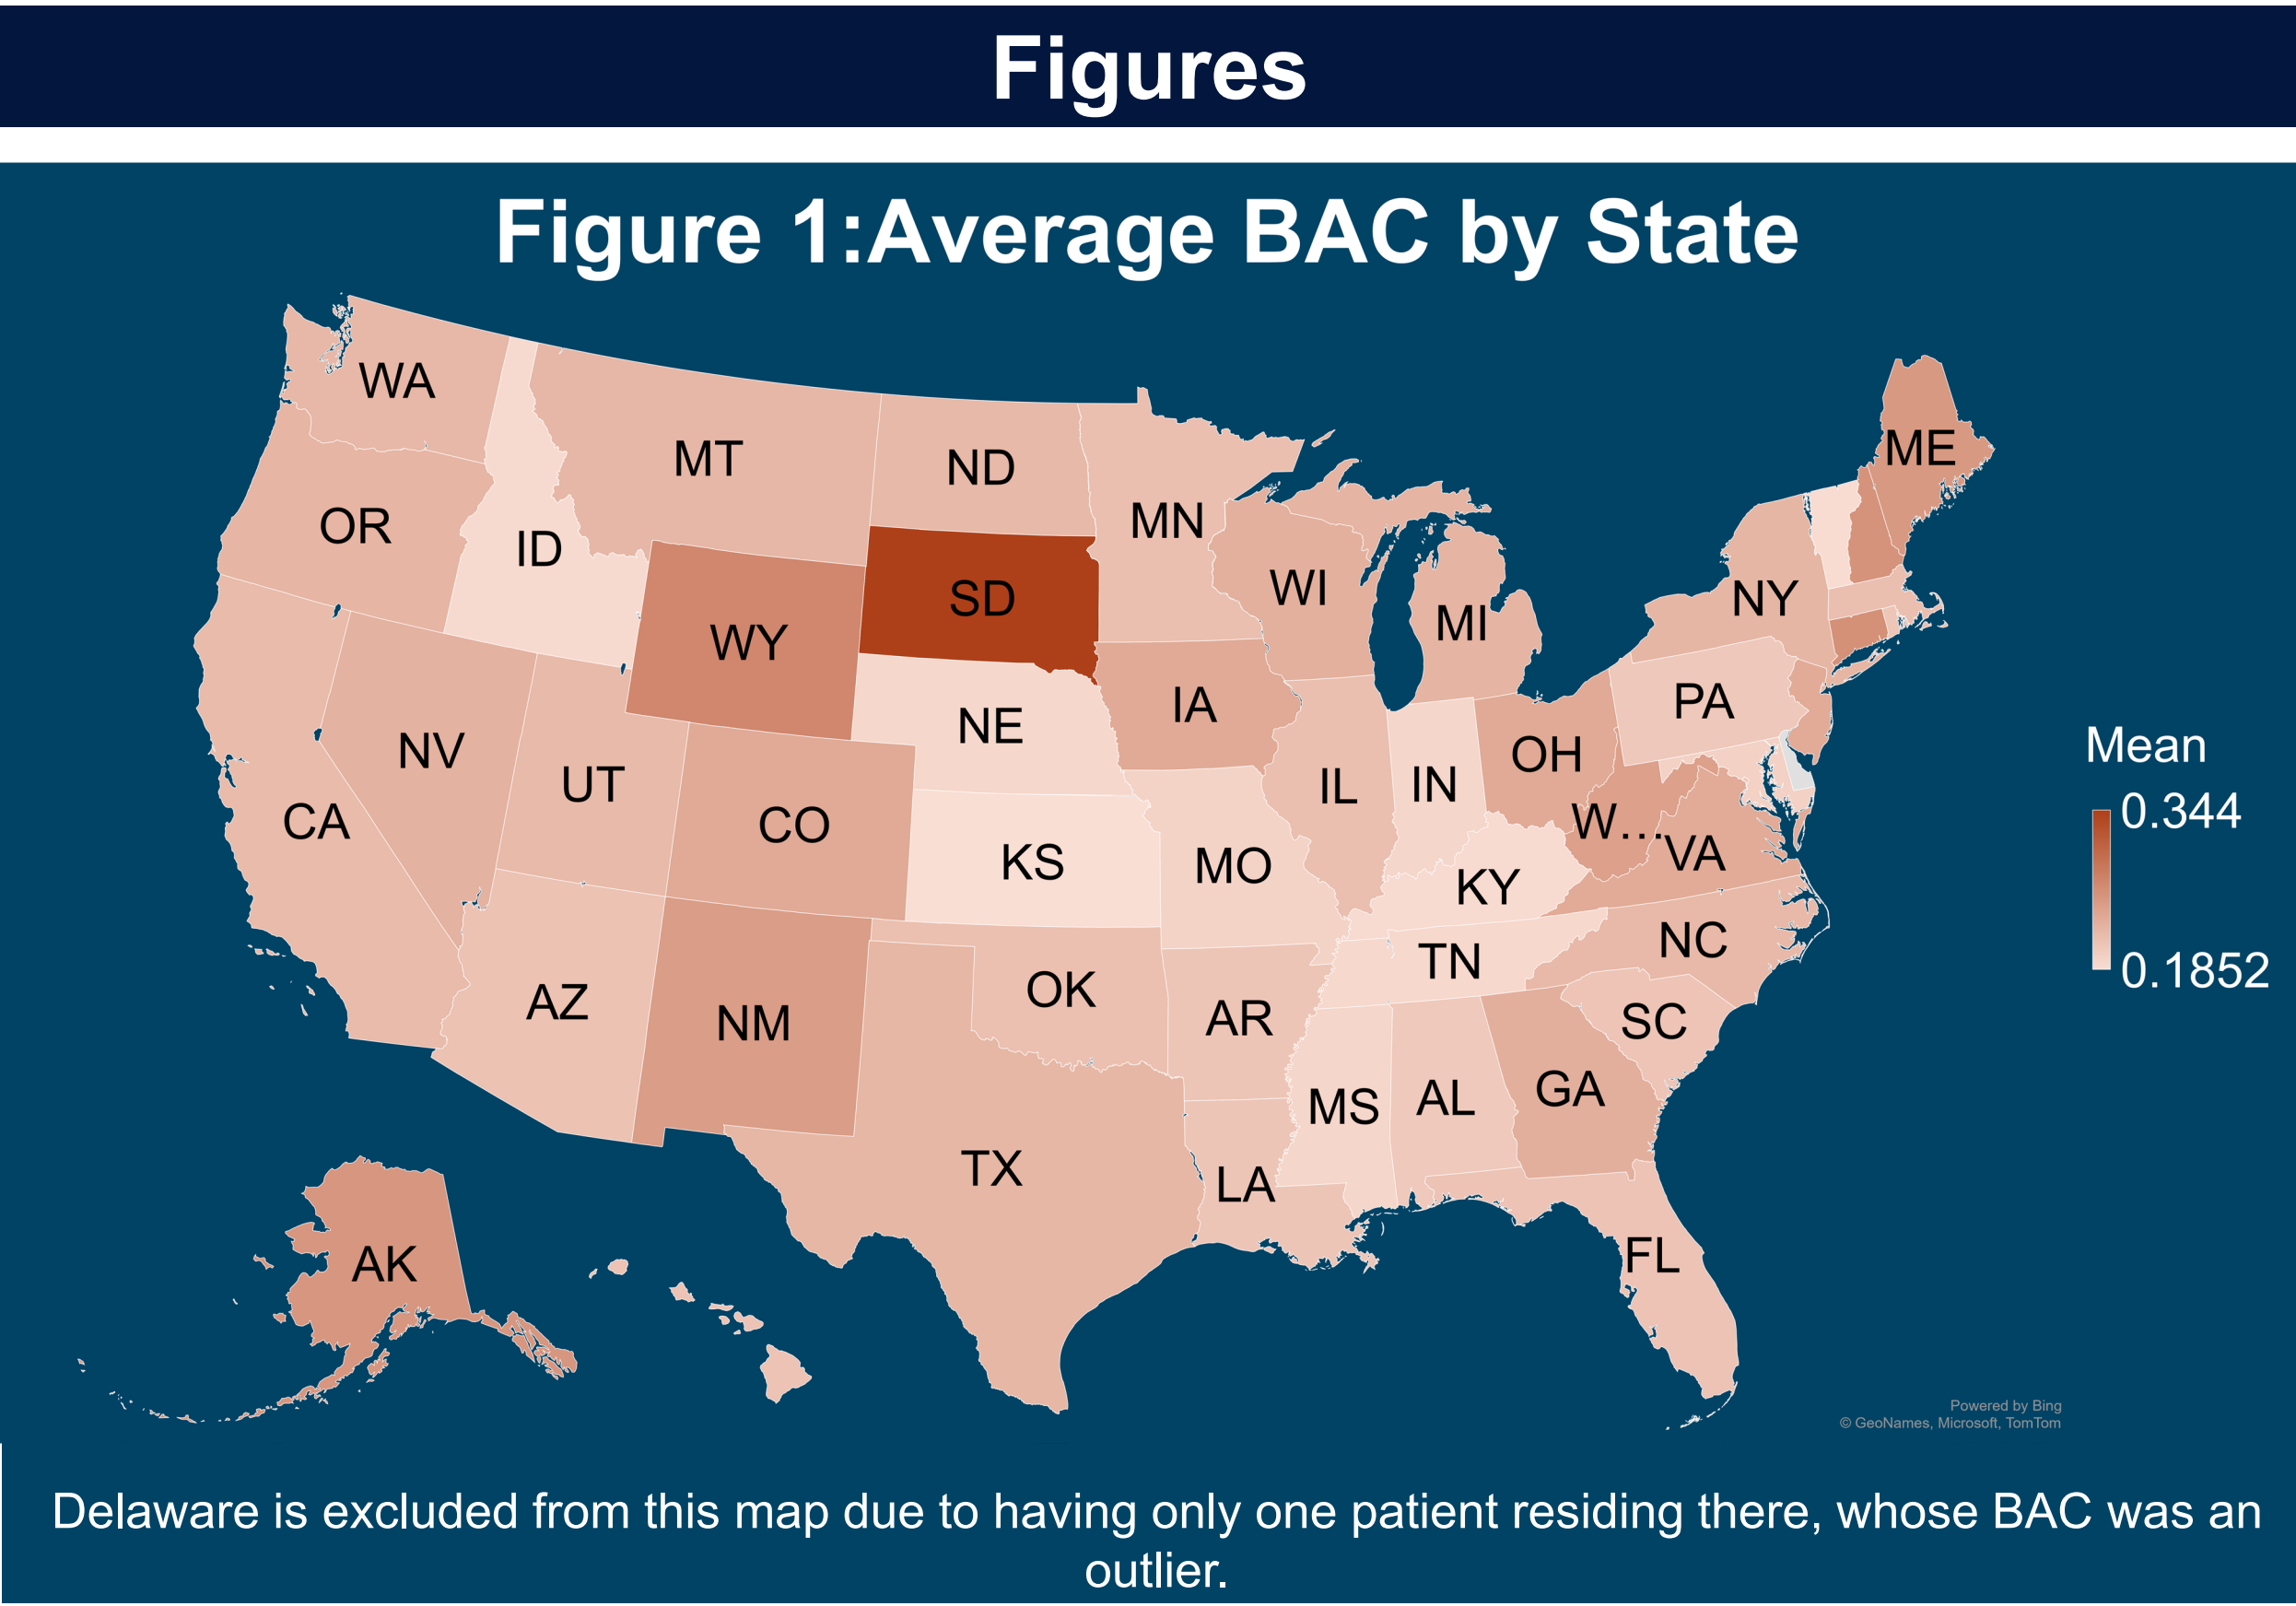 Figures
Figure 1:Average BAC by State
WA
MT
ND
ME
OR
ID
MN
SD
WI
NY
WY
MI
IA
PA
NE
NV
OH
UT
IL
IN
CA
CO
W...
KS
MO
VA
KY
NC
TN
OK
AZ
NM
AR
SC
GA
MS
AL
TX
LA
FL
AK
Mean
0.344
0.1852
Powered by Bing
© GeoNames, Microsoft, TomTom
Delaware is excluded from this map due to having only one patient residing there, whose BAC was an
outlier.